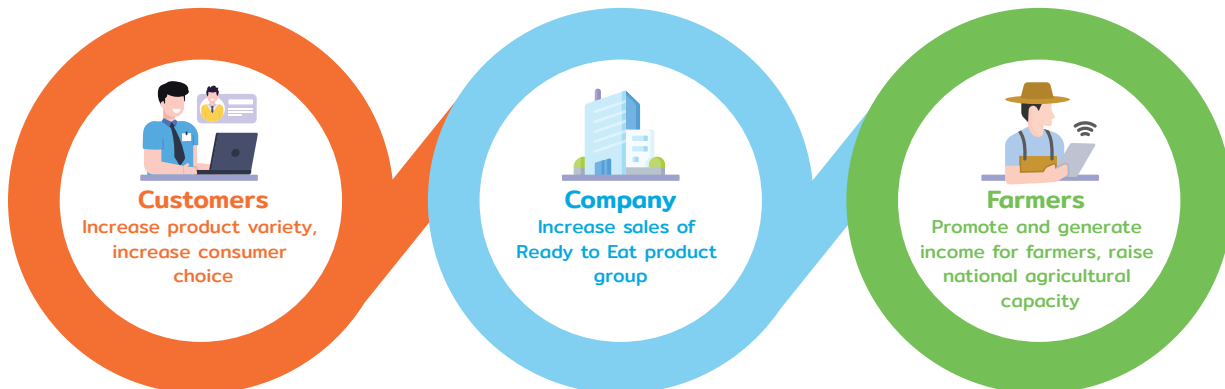 Customers
Increase product variety,
increase consumer
choice
Company
Increase sales of
Ready to Eat product
group
Farmers
Promote and generate
income for farmers, raise
national agricultural
capacity